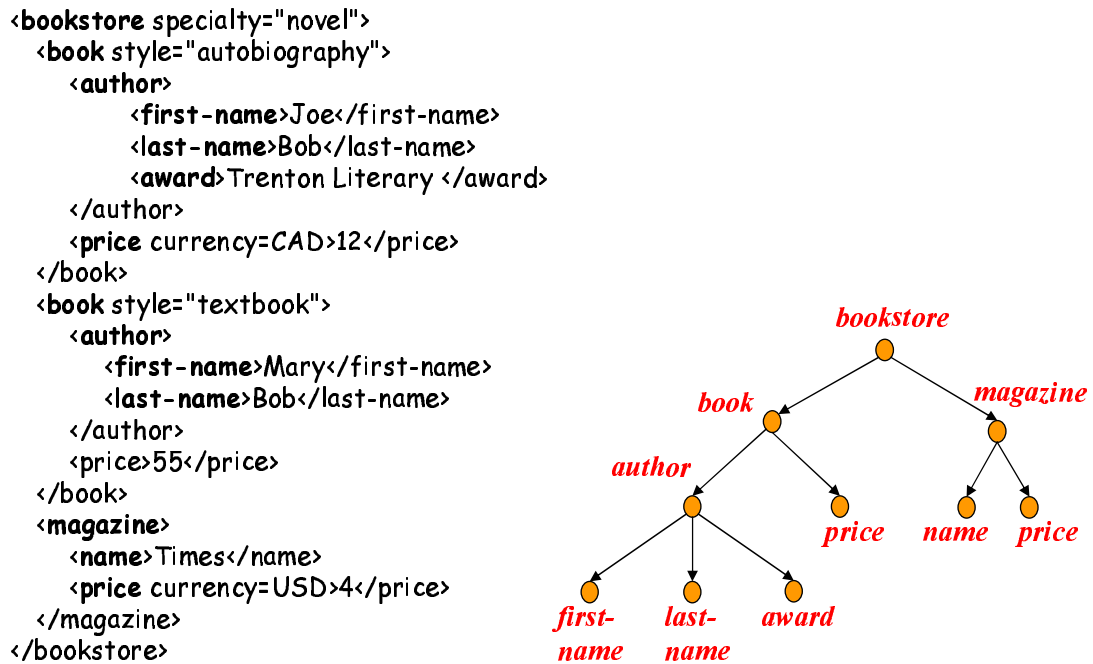 <bookstore specialty="novel">
<book style="autobiography">
<author>
<first-name>Joe</first-name>
<last-name>Bob</last-name>
<award>Trenton Literary </award>
</author>
<price currency=CAD>12</price>
</book>
<book style="textbook">
<author>
<first-name>Mary</first-name>
<last-name>Bob</last-name>
</author>
<price>55</price>
</book>
<magazine>
<name>Times</name>
<price currency=USD>4</price>
</magazine>
</bookstore>
bookstore
book
magazine
author
price
name
price
first-
name
last-
name
award